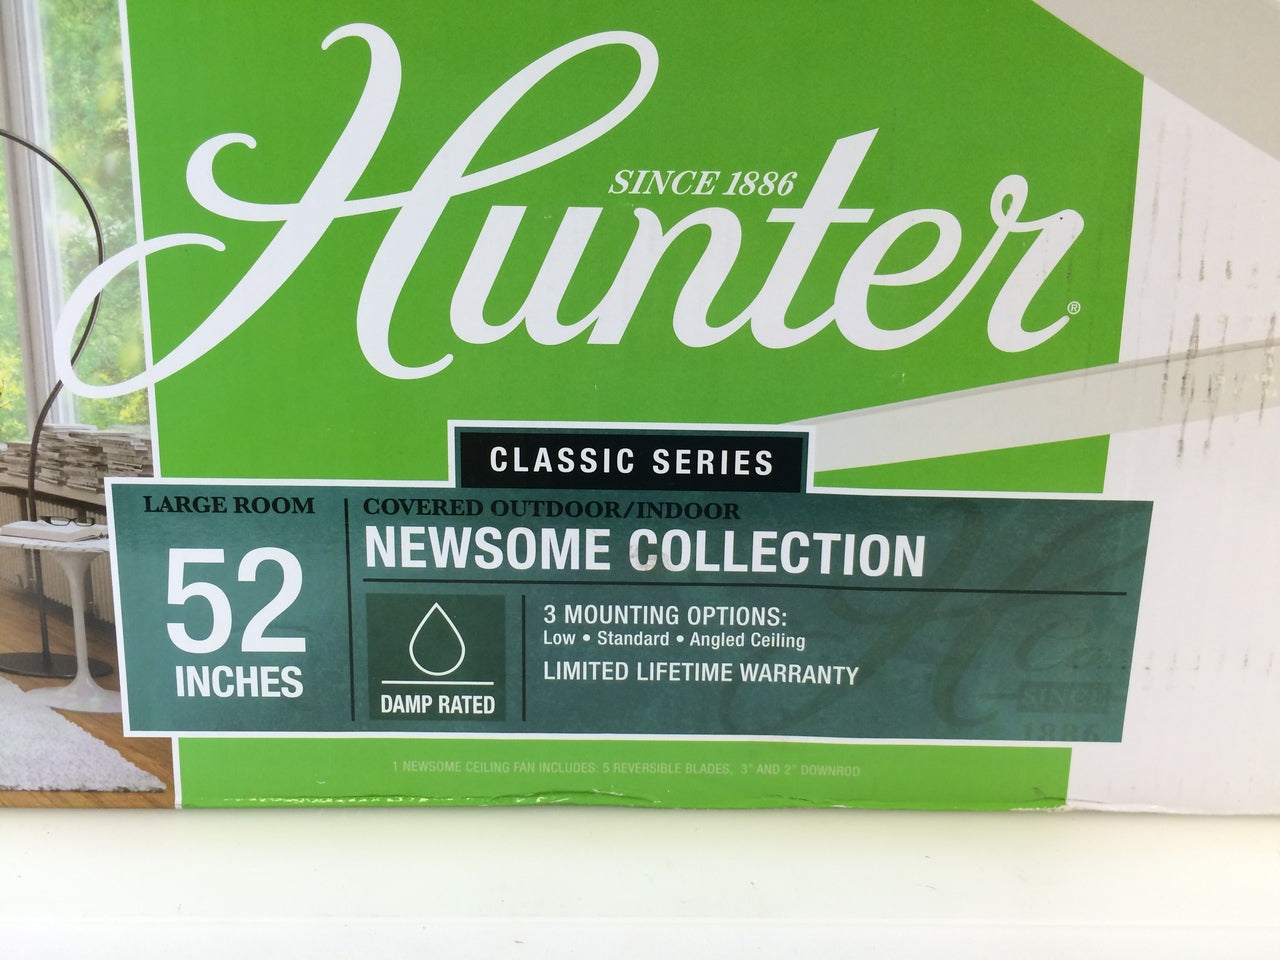 Hunter
SINCE 1886
®
CLASSIC SERIES
LARGE ROOM
52
INCHES
COVERED OUTDOOR/INDOOR
NEWSOME COLLECTION
DAMP RATED
3 MOUNTING OPTIONS:
Low • Standard • Angled Ceiling
LIMITED LIFETIME WARRANTY
SINCE
1886
1 NEWSOME CEILING FAN INCLUDES: 5 REVERSIBLE BLADES, 3" AND 2" DOWNROD